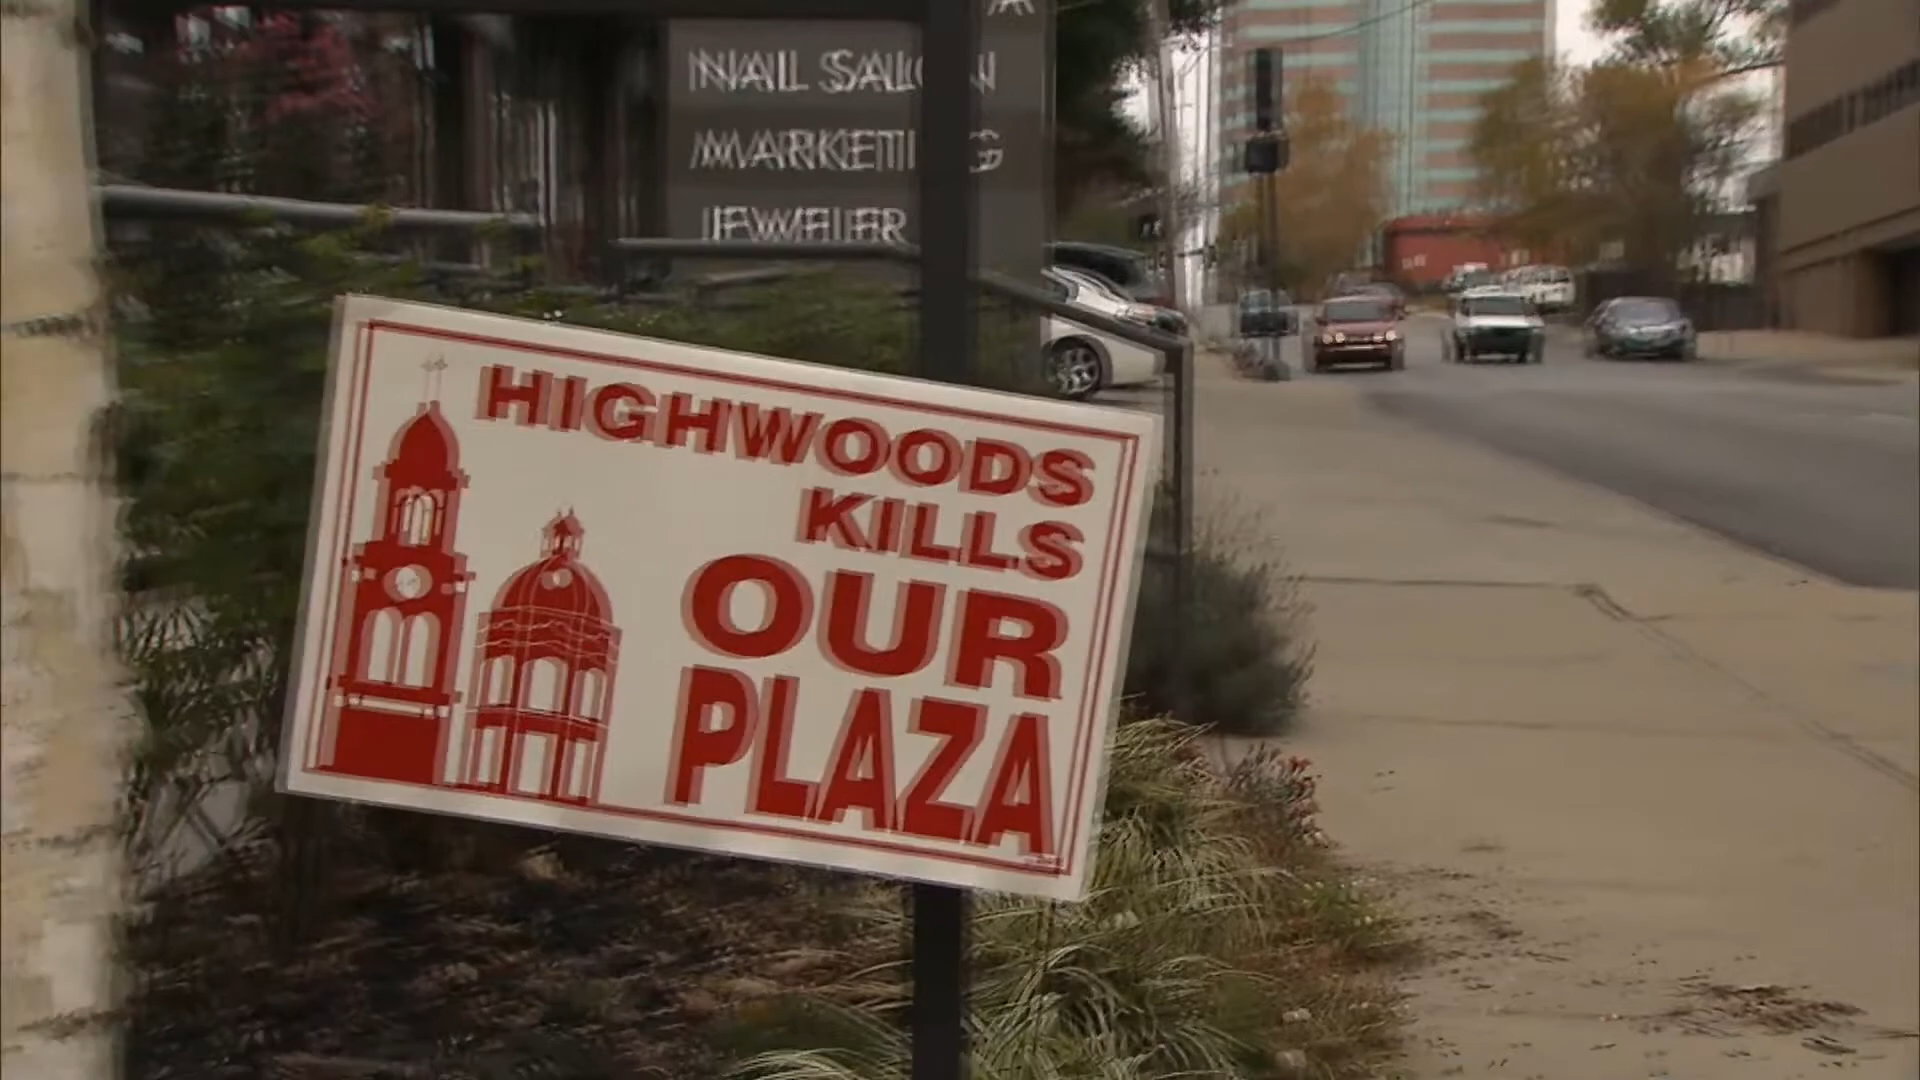 NAIL SALON
MARKETING
JEWELER
HIGHWOODS
KILLS
OUR
PLAZA